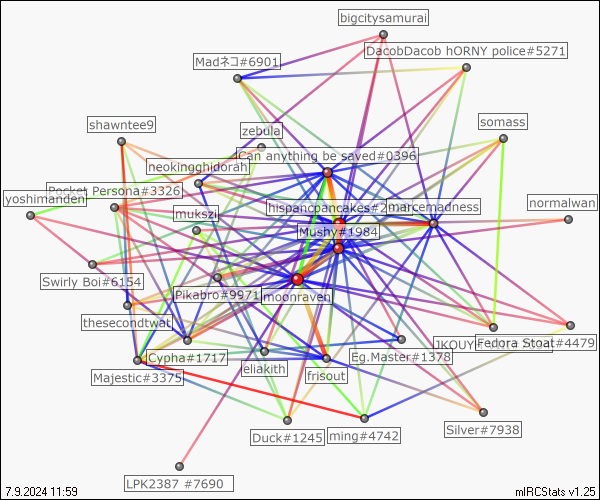 bigcitysamurai
DacobDacob hORNY police#5271
Madネコ#6901
shawntee9
somass
zebula
Can anything be saved#0396
neokingghidorah
Pocket Persona#3326
yoshimanden
hispancpancakes#2
marcemadness
normalwan
mukszi
Mushy#1984
Swirly Boi#6154
Pikabro#9971
moonraven
thesecondtwat
JKOUY
Fedora Stoat#4479
Cypha#1717
Eg.Master#1378
Majestic#3375
eliakith
frisout
Duck#1245
ming#4742
Silver#7938
LPK2387 #7690
7.9.2024 11:59
mIRCStats v1.25